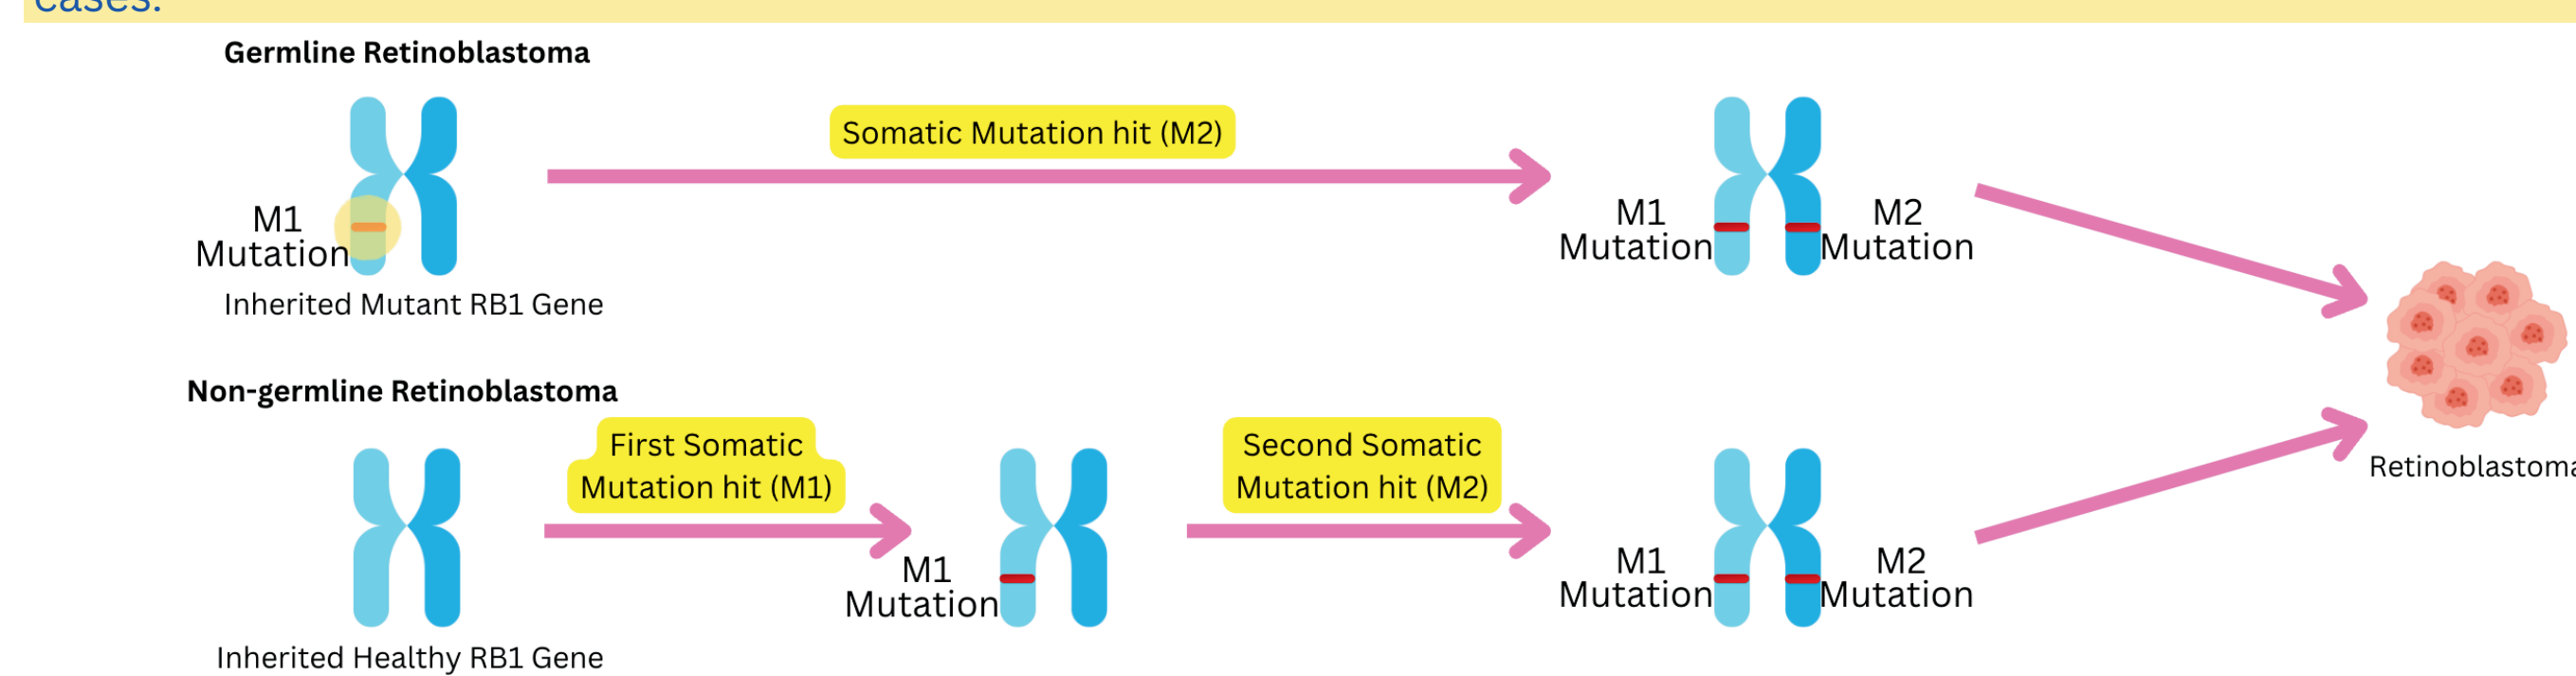 cases.
Germline Retinoblastoma
Somatic Mutation hit (M2)
M1
Mutation
Inherited Mutant RB1 Gene
M1
Mutation
M2
Mutation
Non-germline Retinoblastoma
Inherited Healthy RB1 Gene
First Somatic
Mutation hit (M1)
M1
Mutation
Second Somatic
Mutation hit (M2)
M1
Mutation
M2
Mutation
Retinoblastoma